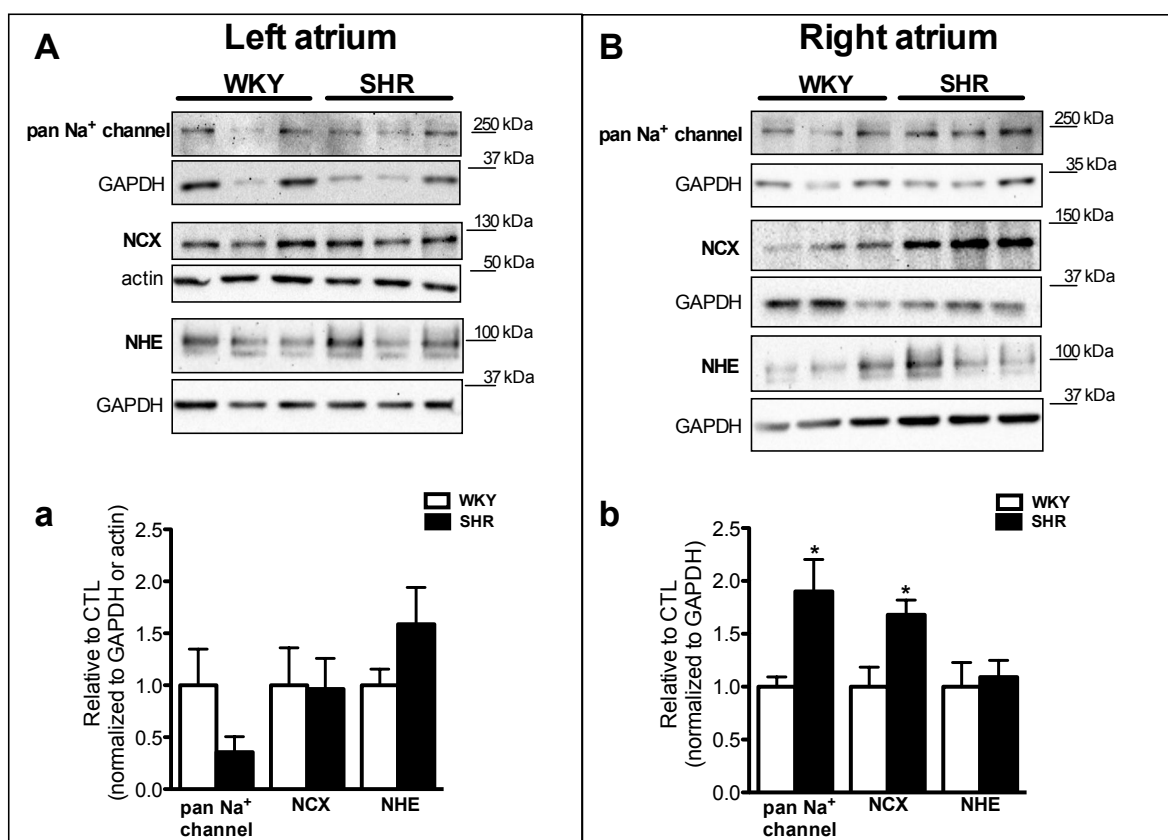 A
Left atrium
WKY SHR
pan Na⁺ channel 250 kDa
GAPDH 37 kDa
NCX 130 kDa
actin 50 kDa
NHE 100 kDa
GAPDH 37 kDa
a
WKY
SHR
Relative to CTL
(normalized to GAPDH or actin)
2.5
2.0
1.5
1.0
0.5
0.0
pan Na⁺ NCX NHE
channel
B
Right atrium
WKY SHR
pan Na⁺ channel 250 kDa
GAPDH 35 kDa
NCX 150 kDa
GAPDH 37 kDa
NHE 100 kDa
GAPDH 37 kDa
b
WKY
SHR
Relative to CTL
(normalized to GAPDH)
2.5
2.0
1.5
1.0
0.5
0.0
* *
pan Na⁺ NCX NHE
channel